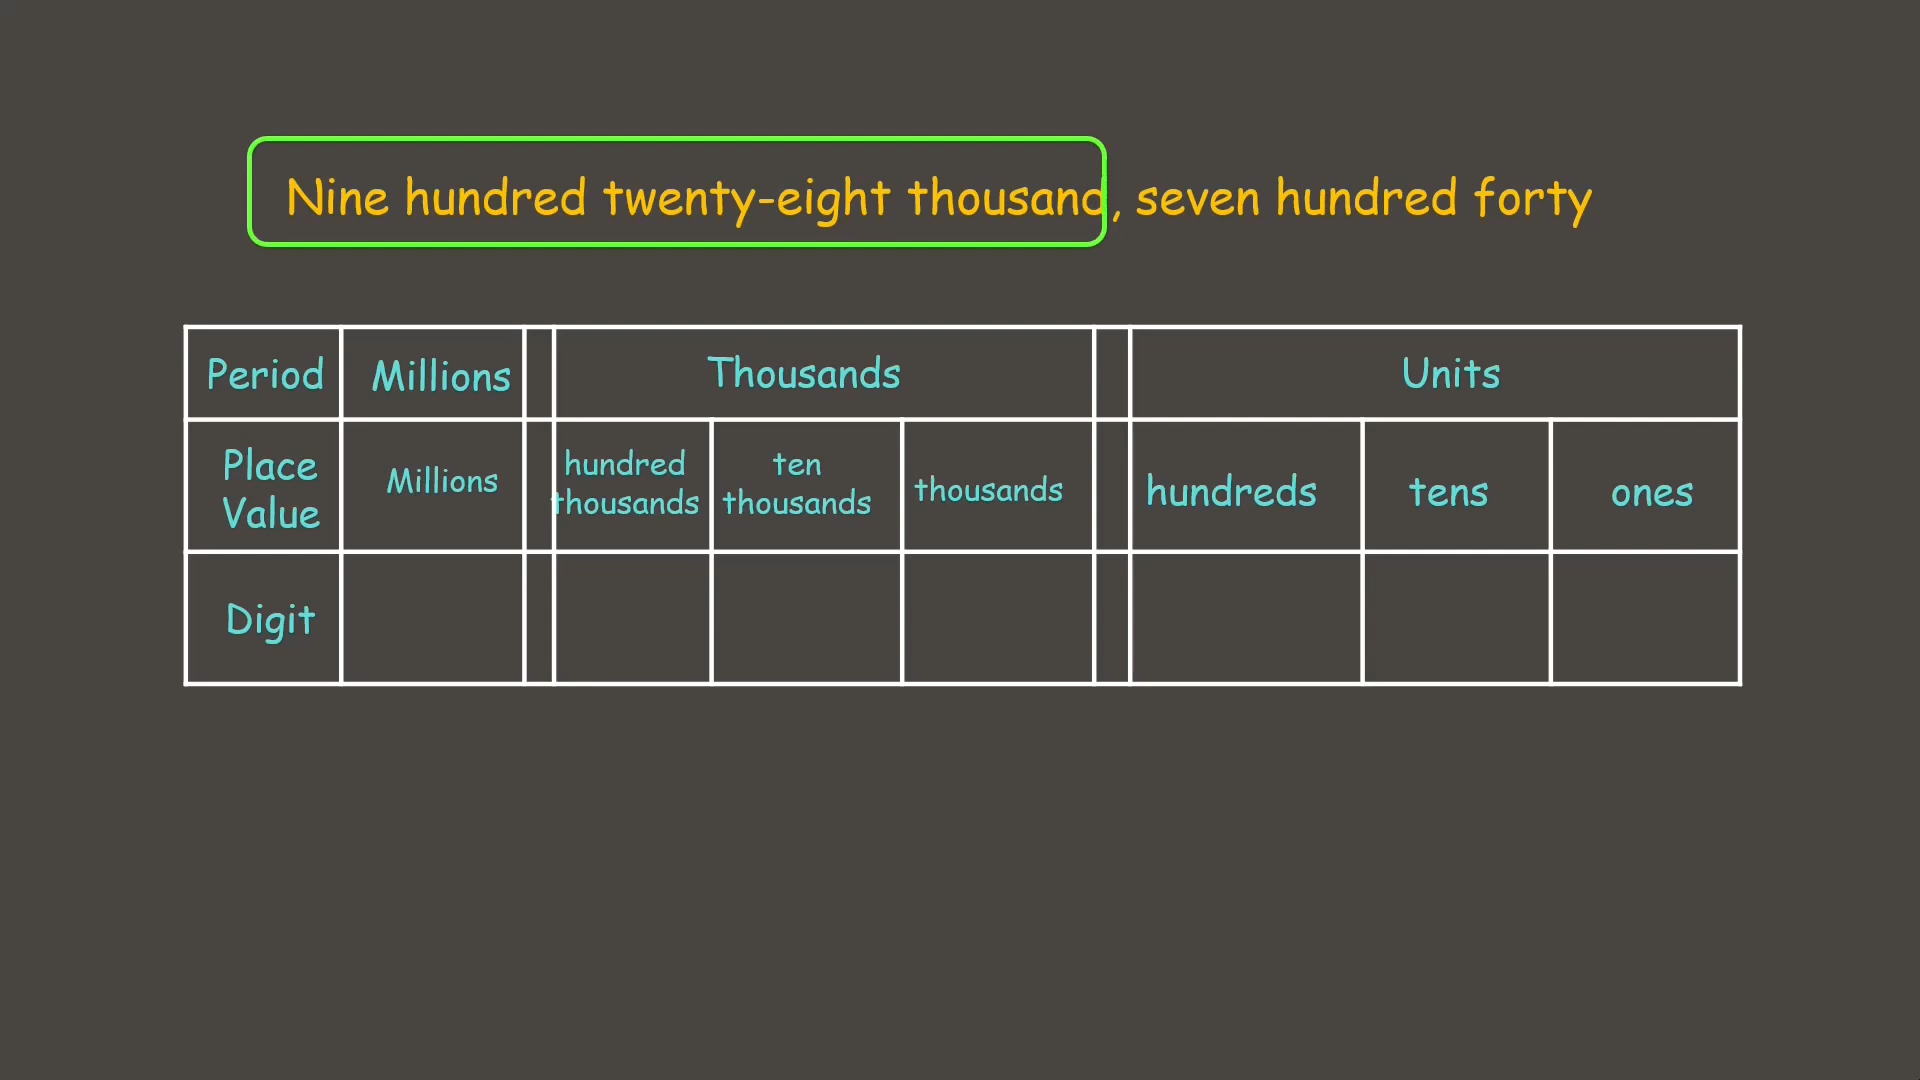 Nine hundred twenty-eight thousand, seven hundred forty
Period Millions Thousands Units
Place Value Millions hundred thousands ten thousands thousands hundreds tens ones
Digit